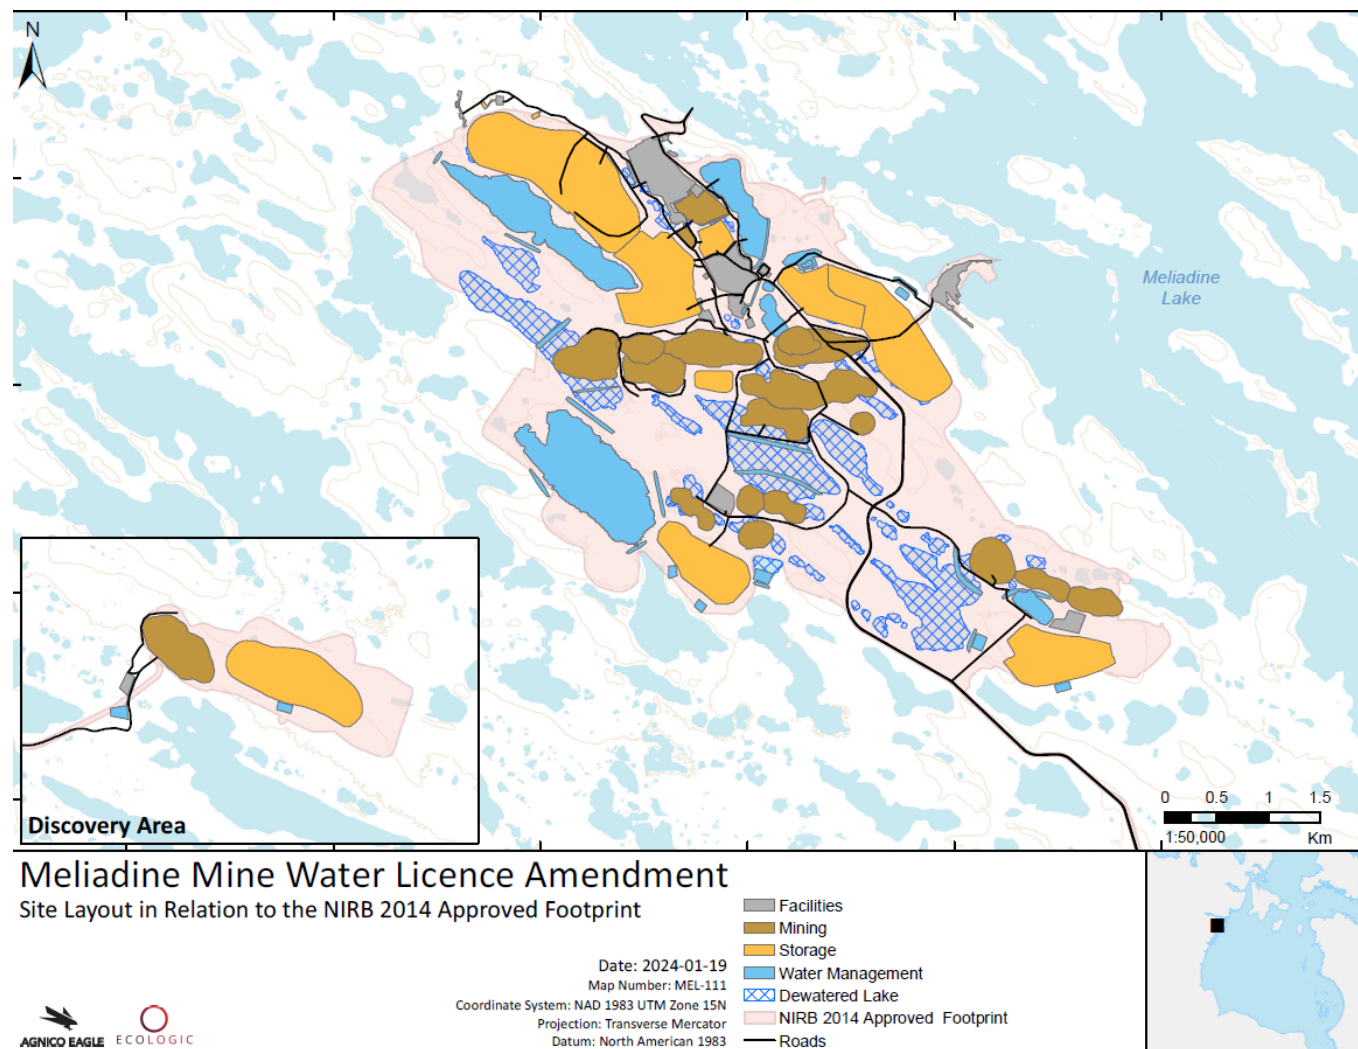 N
Meliadine
Lake
Discovery Area
0 0.5 1 1.5
1:50,000 Km
Meliadine Mine Water Licence Amendment
Site Layout in Relation to the NIRB 2014 Approved Footprint
Date: 2024-01-19
Map Number: MEL-111
Coordinate System: NAD 1983 UTM Zone 15N
Projection: Transverse Mercator
Datum: North American 1983
AGNICO EAGLE
ECOLOGIC
Facilities
Mining
Storage
Water Management
Dewatered Lake
NIRB 2014 Approved Footprint
Roads